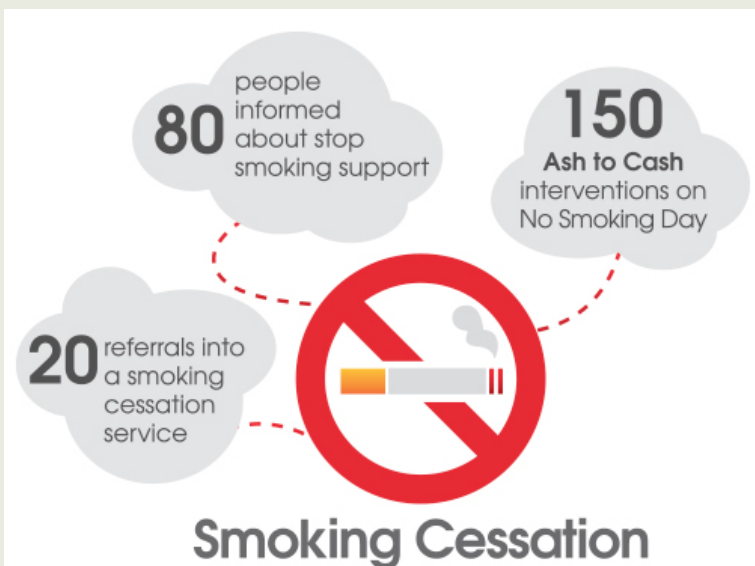 80
people
informed
about stop
smoking support
150
Ash to Cash
interventions on
No Smoking Day
20
referrals into
a smoking
cessation
service
Smoking Cessation